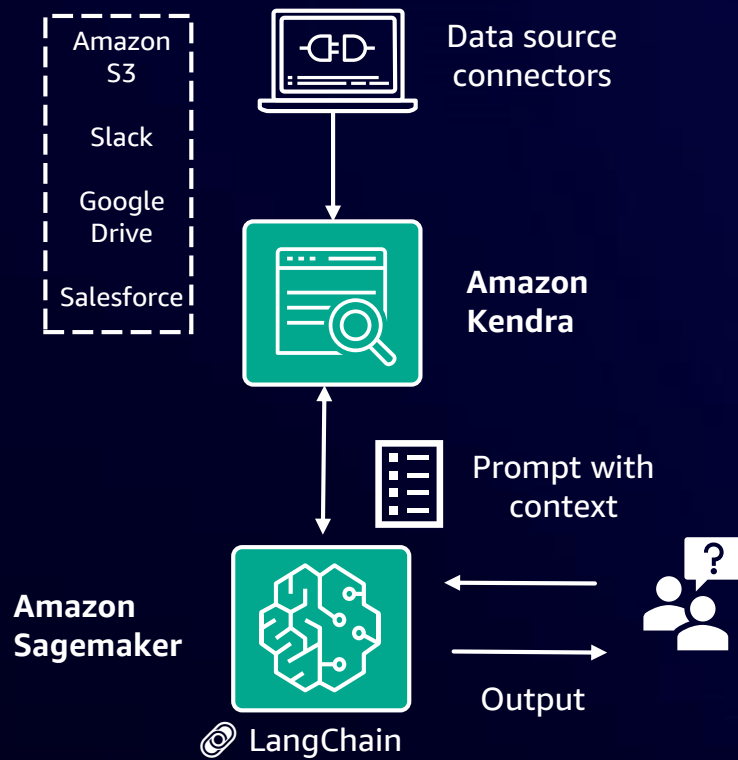 Amazon
S3
Slack
Google
Drive
Salesforce
Data source
connectors
Amazon
Kendra
Prompt with
context
?
Amazon
Sagemaker
Output
LangChain